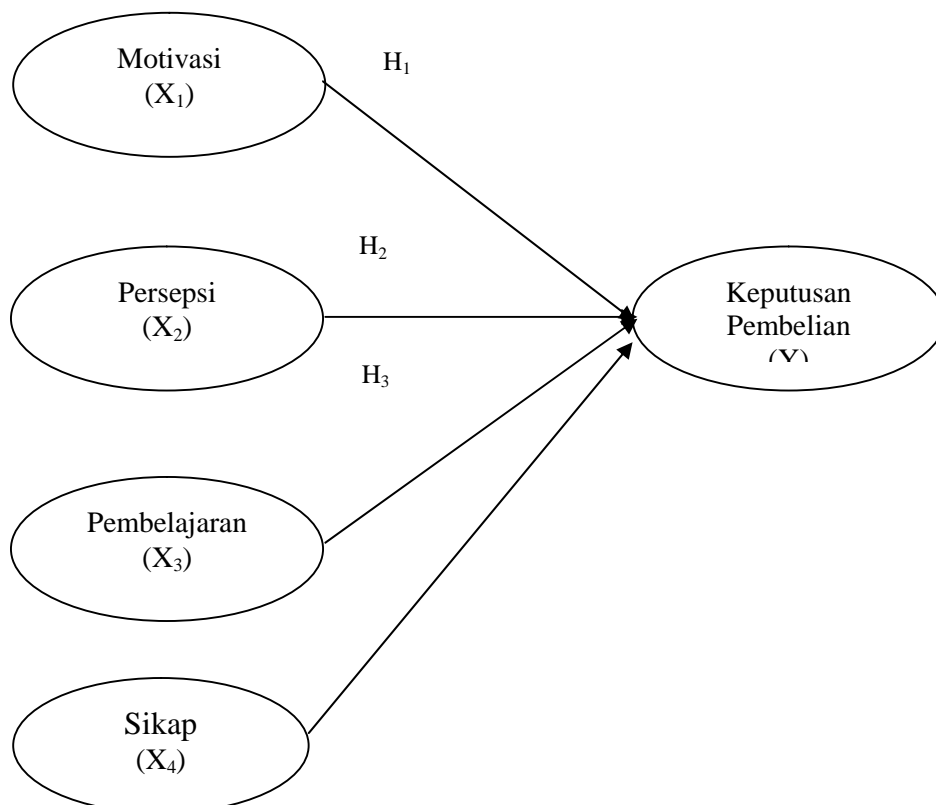 Motivasi
(X₁)
H₁
H₂
Persepsi
(X₂)
Keputusan
Pembelian
(Y)
H₃
Pembelajaran
(X₃)
Sikap
(X₄)